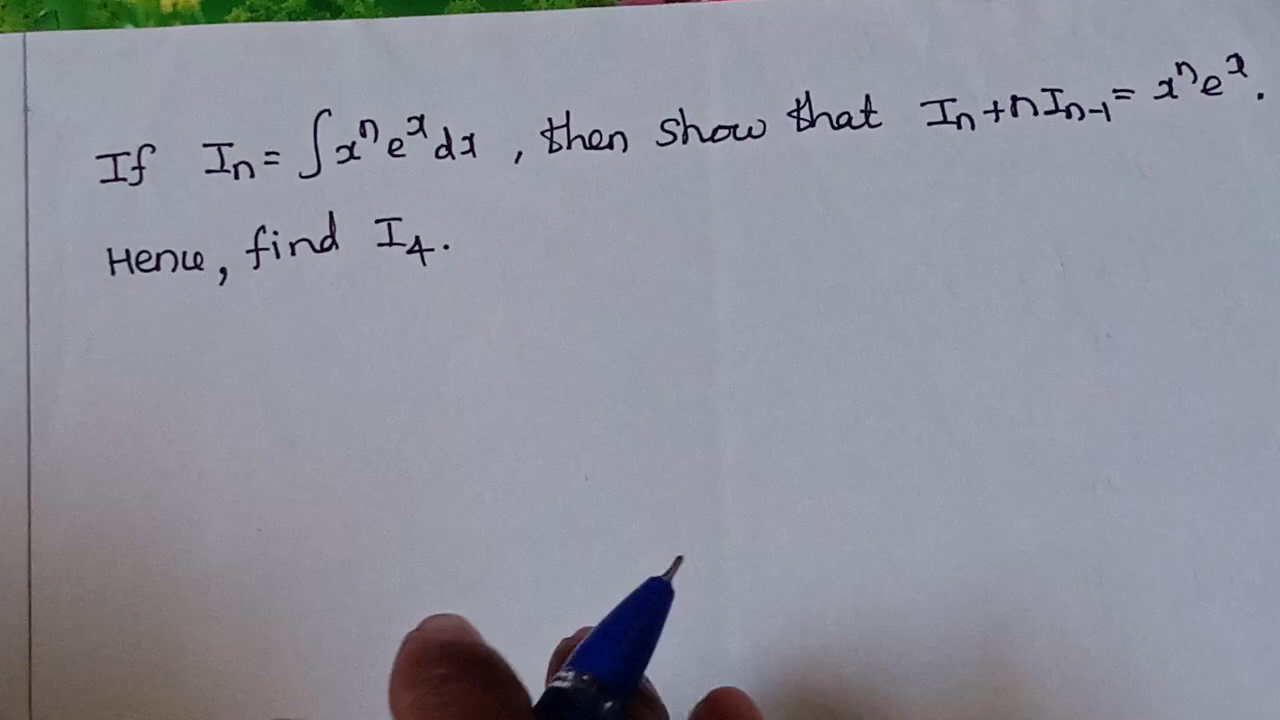 If Iₙ = ∫xⁿeˣdx , then show that Iₙ+nIₙ₋₁= xⁿeˣ.
Hence, find I₄.